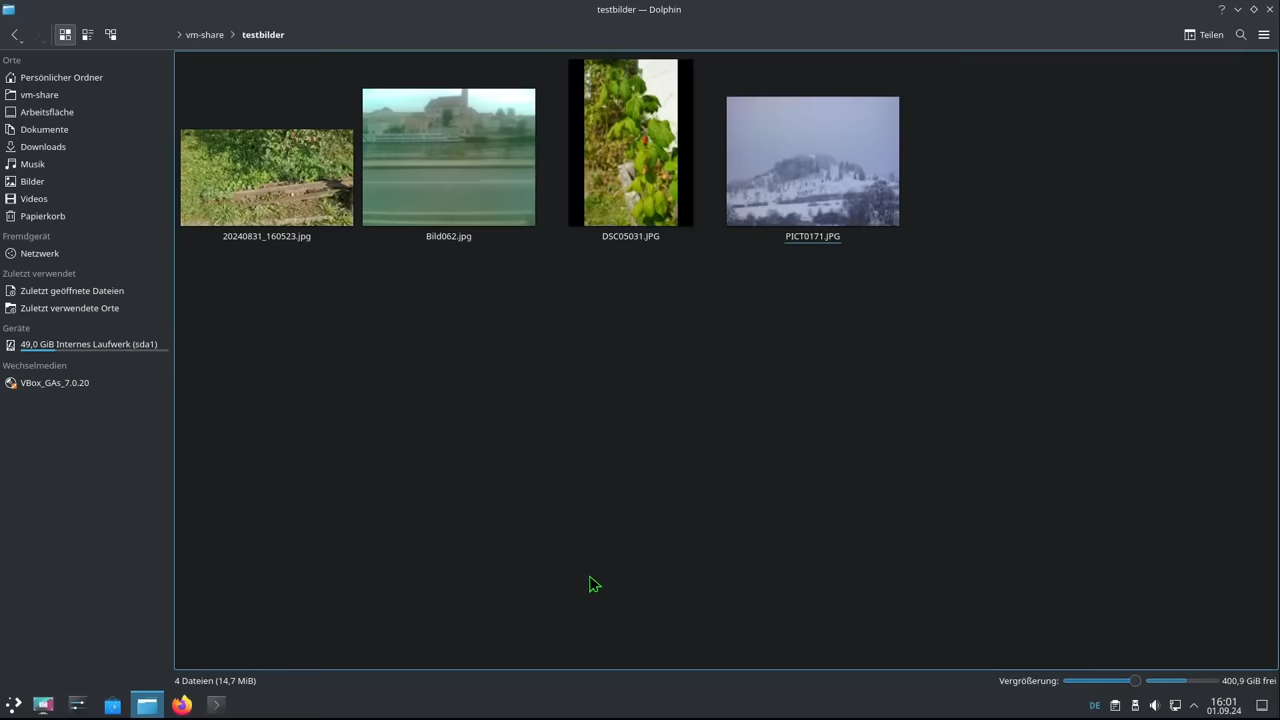 testbilder — Dolphin
vm-share
testbilder
Teilen
Orte
Persönlicher Ordner
vm-share
Arbeitsfläche
Dokumente
Downloads
Musik
Bilder
Videos
Papierkorb
Fremdgerät
Netzwerk
Zuletzt verwendet
Zuletzt geöffnete Dateien
Zuletzt verwendete Orte
Geräte
49,0 GiB Internes Laufwerk (sda1)
Wechselmedien
VBox_GAs_7.0.20
20240831_160523.jpg
Bild062.jpg
DSC05031.JPG
PICT0171.JPG
4 Dateien (14,7 MiB)
Vergrößerung:
400,9 GiB frei
DE
16:01
01.09.24